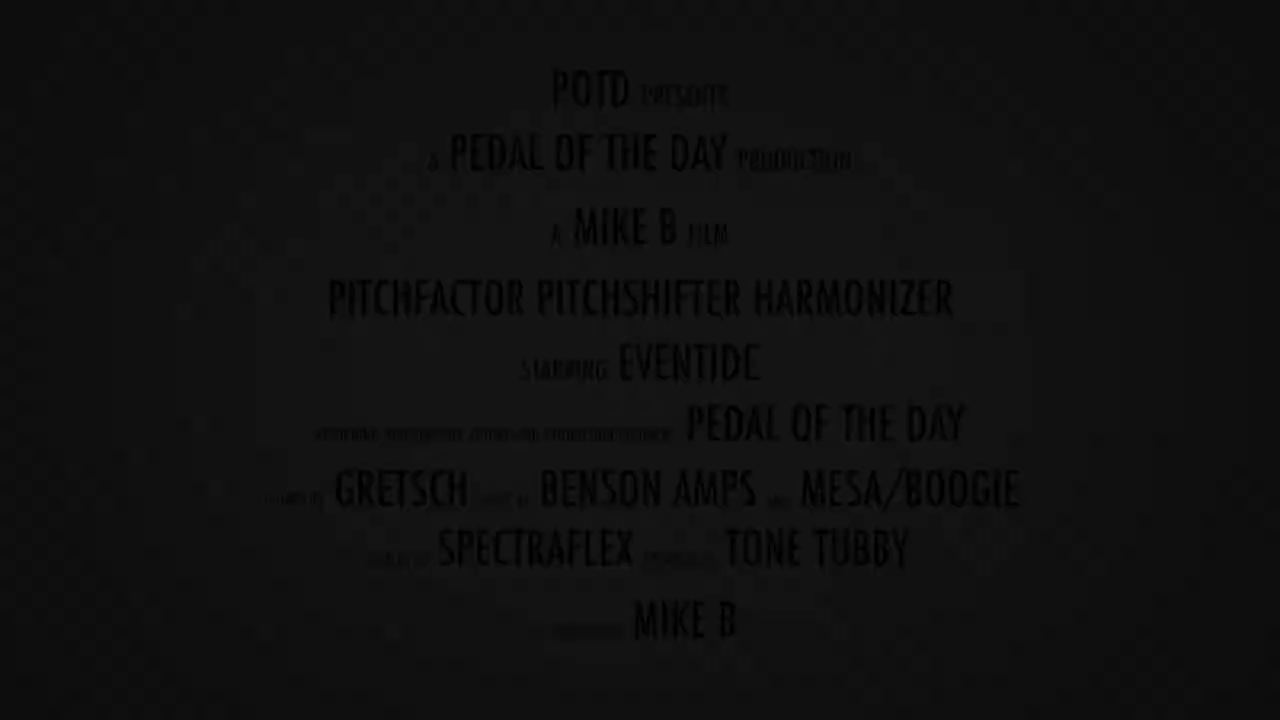 POTD PRESENTS
A PEDAL OF THE DAY PRODUCTION
A MIKE B FILM
PITCHFACTOR PITCHSHIFTER HARMONIZER
STARRING EVENTIDE
PEDAL OF THE DAY
GRETSCH BENSON AMPS AND MESA/BOOGIE
SPECTRAFLEX TONE TUBBY
MIKE B